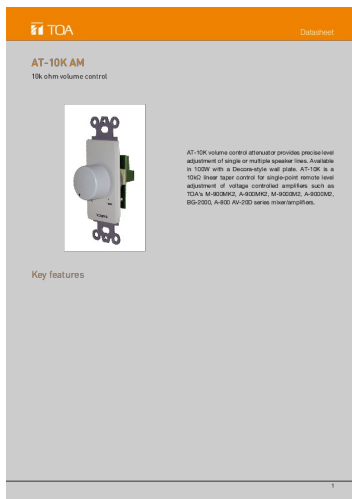 TOA
Datasheet
AT-10K AM
10k ohm volume control
AT-10K volume control attenuator provides precise level
adjustment of single or multiple speaker lines. Available
in 100W with a Decora-style wall plate. AT-10K is a
10kΩ linear taper control for single-point remote level
adjustment of voltage controlled amplifiers such as
TOA's M-900MK2, A-900MK2, M-9000M2, A-9000M2,
BG-2000, A-800 AV-20D series mixer/amplifiers.
Key features
1